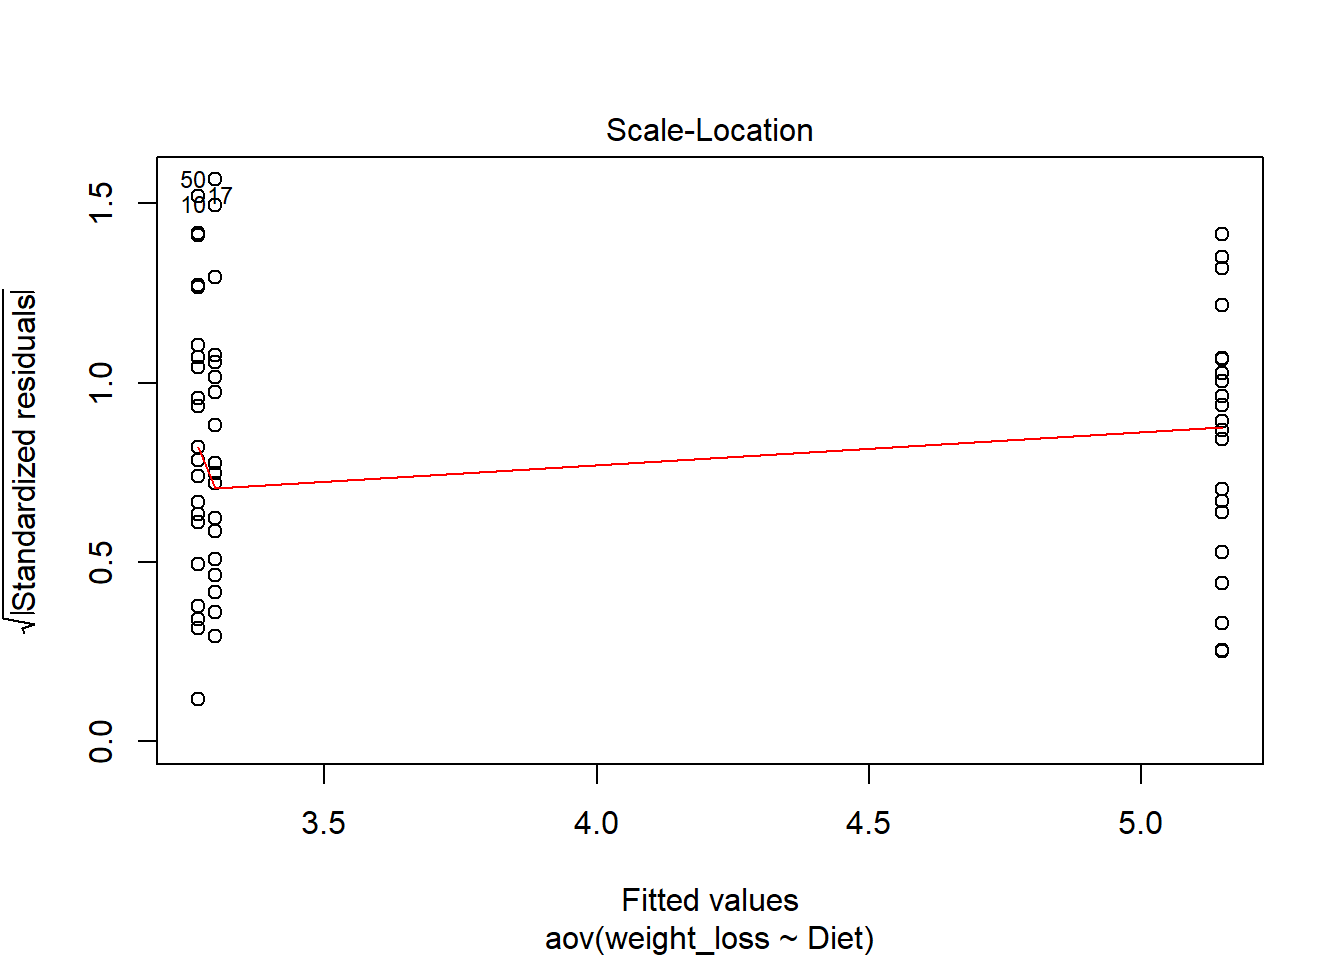 Scale-Location
50
17
10
1.5
1.0
0.5
0.0
√|Standardized residuals|
3.5 4.0 4.5 5.0
Fitted values
aov(weight_loss ~ Diet)